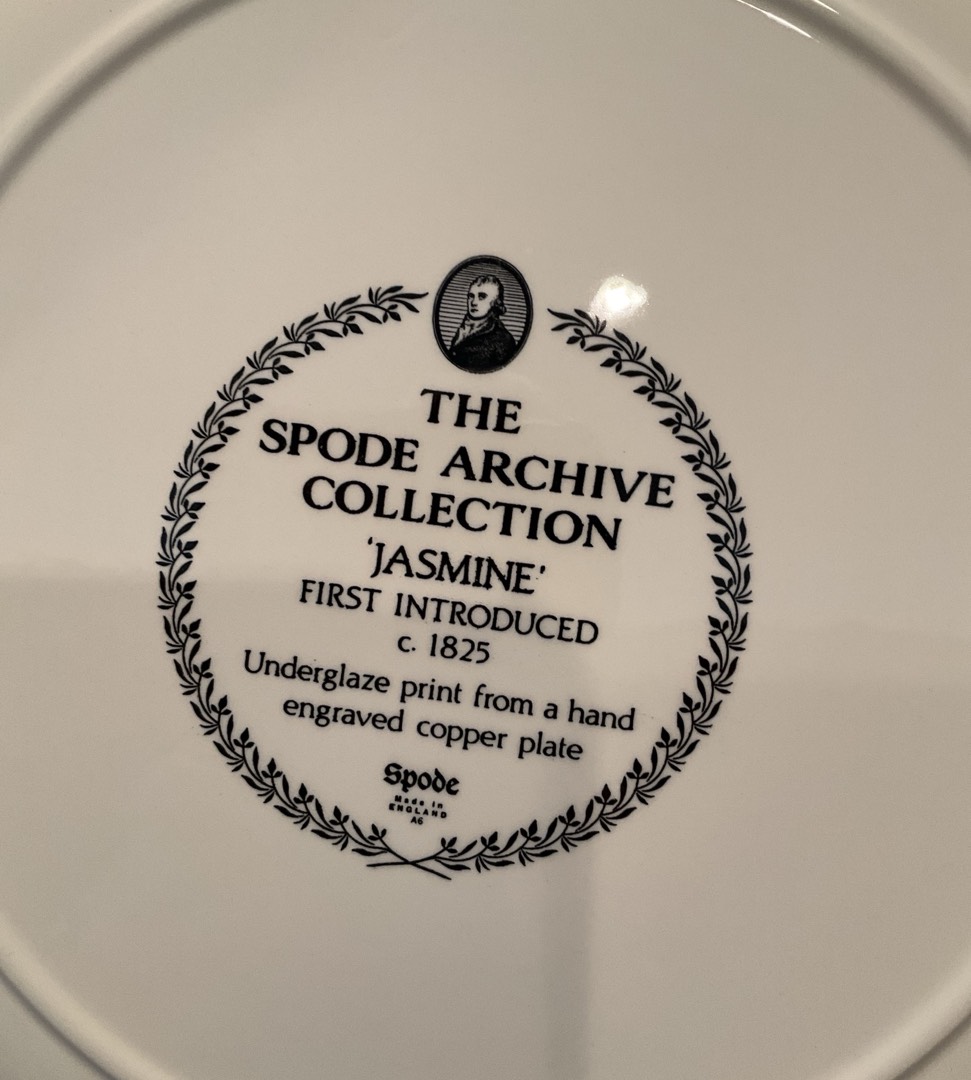 THE
SPODE ARCHIVE
COLLECTION
'JASMINE'
FIRST INTRODUCED
c. 1825
Underglaze print from a hand
engraved copper plate
Spode
Made in
ENGLAND
A6